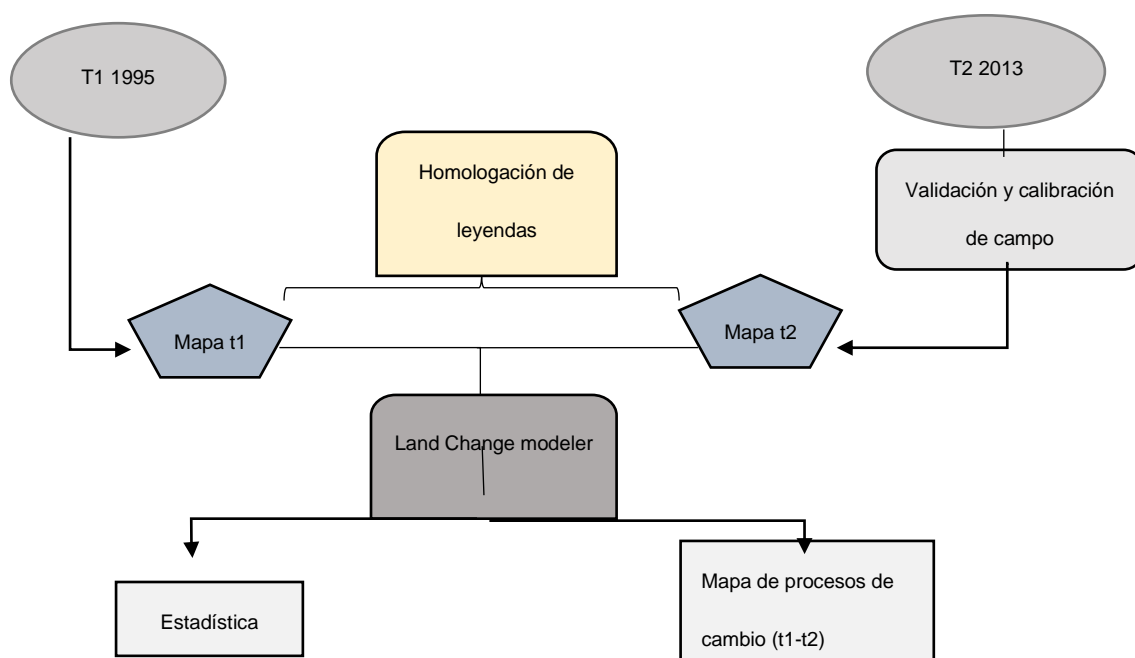 T1 1995
T2 2013
Homologación de
leyendas
Validación y calibración
de campo
Mapa t1
Mapa t2
Land Change modeler
Estadística
Mapa de procesos de
cambio (t1-t2)